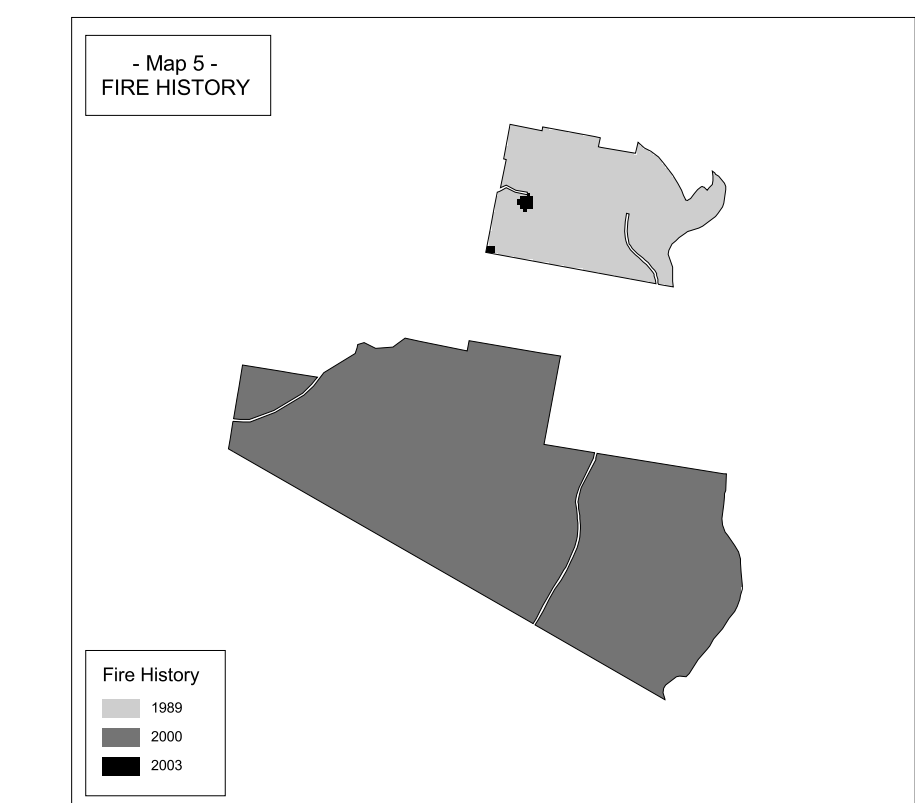 - Map 5 -
FIRE HISTORY
Fire History
1989
2000
2003